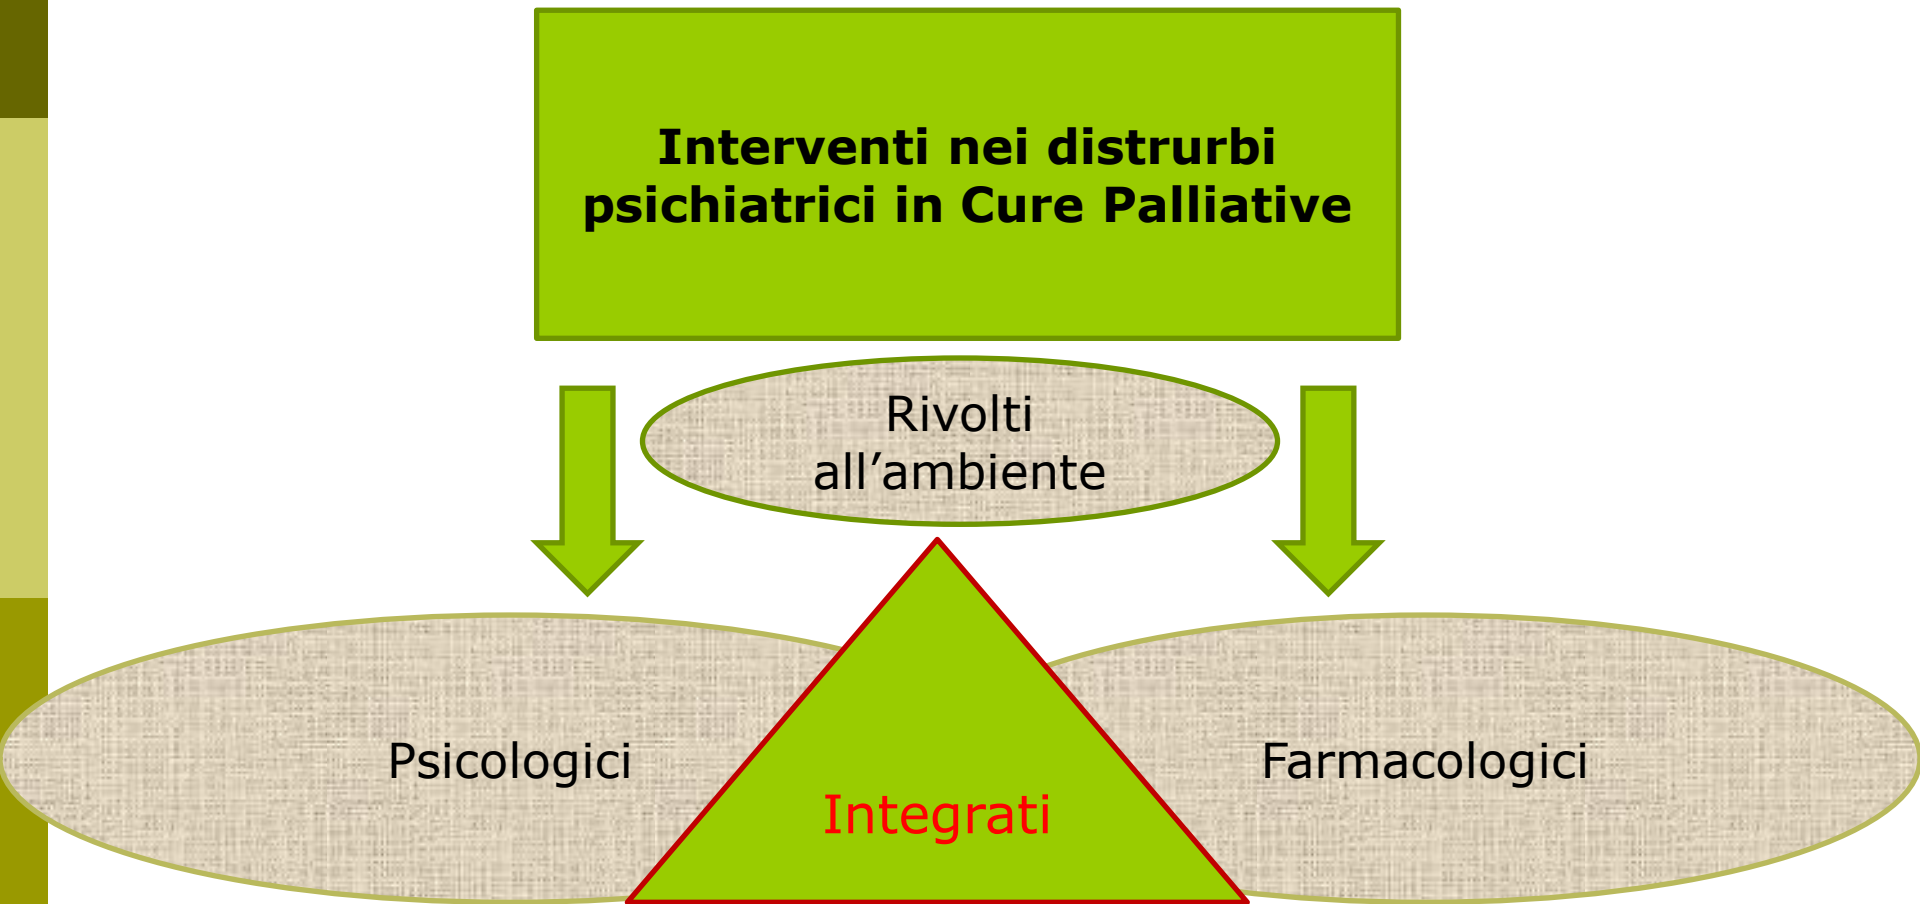 Interventi nei distrurbi
psichiatrici in Cure Palliative
Rivolti
all’ambiente
Psicologici
Farmacologici
Integrati